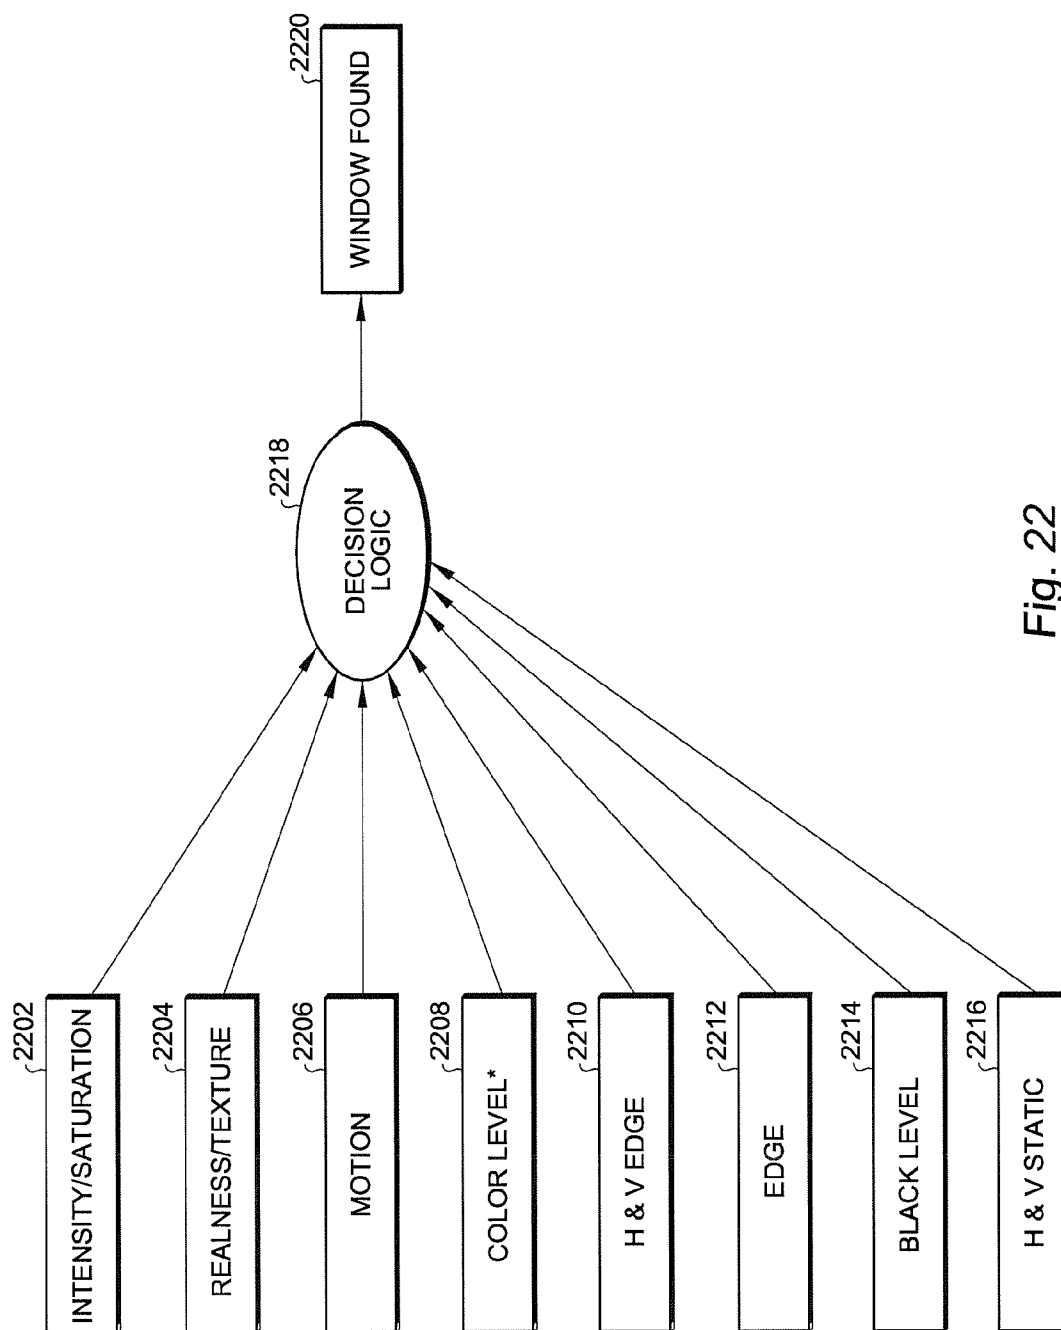 2202
INTENSITY/SATURATION
2204
REALNESS/TEXTURE
2206
MOTION
2208
COLOR LEVEL*
2210
H & V EDGE
2212
EDGE
2214
BLACK LEVEL
2216
H & V STATIC
2218
DECISION
LOGIC
2220
WINDOW FOUND
Fig. 22